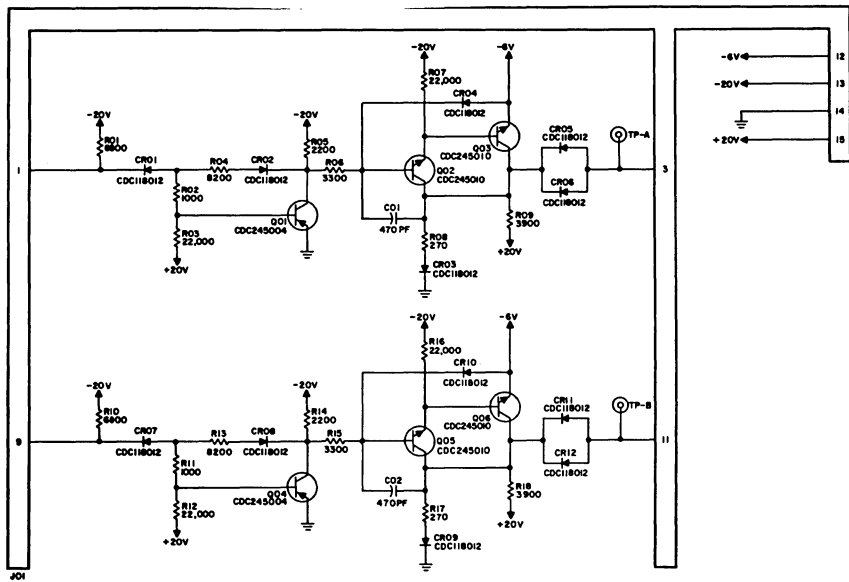 -20V
R07
22,000
-6V
-6V
12
CR04
CDC118012
-20V
13
-20V
R01
6800
-20V
R05
2200
14
Q03
CDC245010
CR05
CDC118012
TP-A
+20V
15
1
CR01
CDC118012
R04
8200
CR02
CDC118012
R06
3300
Q02
CDC245010
3
CR06
CDC118012
R02
1000
C01
470PF
R03
22,000
Q01
CDC245004
R08
270
R09
3900
+20V
+20V
CR03
CDC118012
-20V
R16
22,000
-6V
CR10
CDC118012
-20V
R10
6800
-20V
R14
2200
Q06
CDC245010
CR11
CDC118012
TP-B
9
CR07
CDC118012
R13
8200
CR08
CDC118012
R15
3300
Q05
CDC245010
11
CR12
CDC118012
R11
1000
C02
470PF
R12
22,000
Q04
CDC245004
R17
270
R18
3900
+20V
+20V
CR09
CDC118012
J01